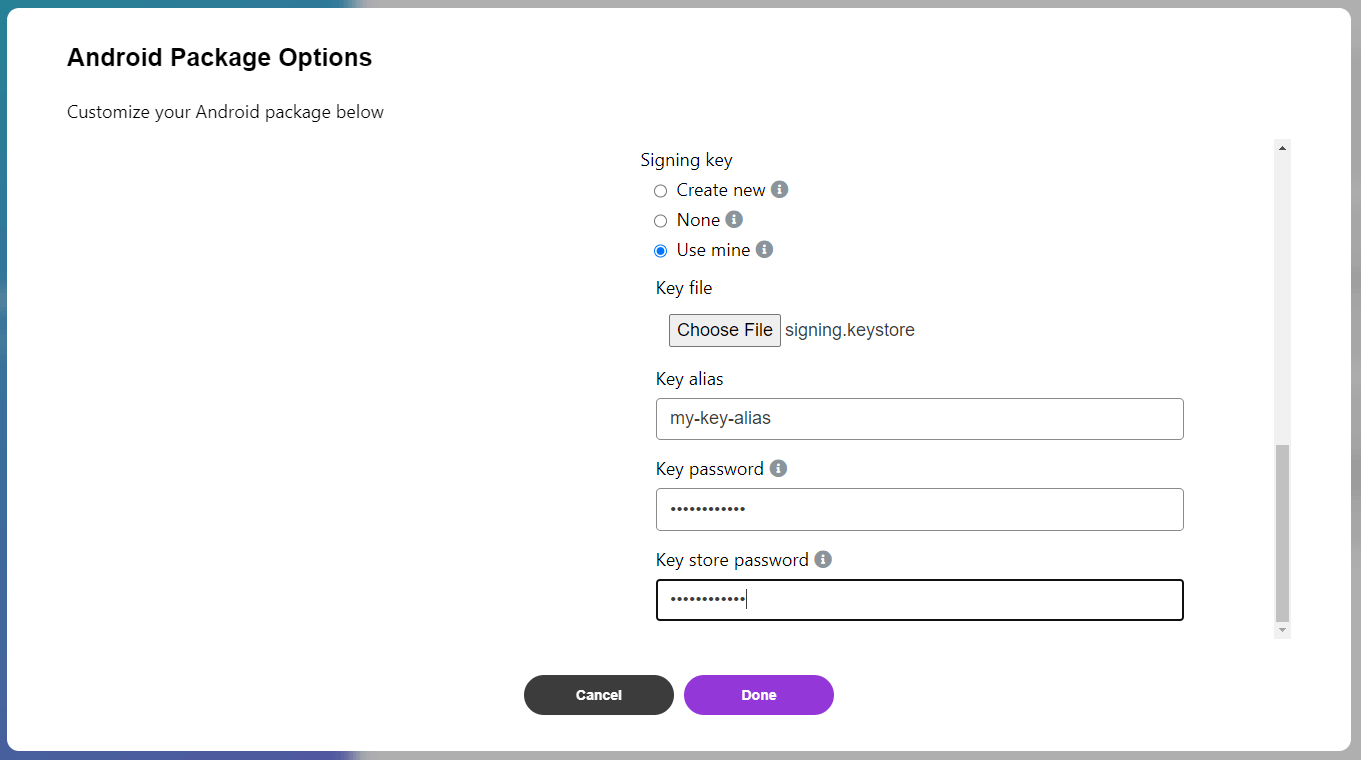 Android Package Options
Customize your Android package below
Signing key
Create new
None
Use mine
Key file
Choose File signing.keystore
Key alias
my-key-alias
Key password
••••••••••••
Key store password
••••••••••••
Cancel Done